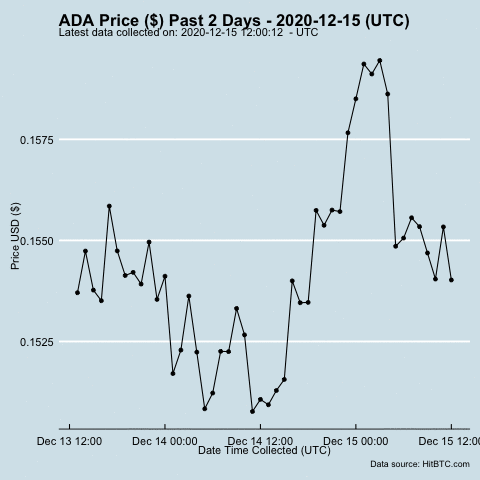 ADA Price ($) Past 2 Days - 2020-12-15 (UTC)
Latest data collected on: 2020-12-15 12:00:12 - UTC
Price USD ($)
0.1575
0.1550
0.1525
Dec 13 12:00 Dec 14 00:00 Dec 14 12:00 Dec 15 00:00 Dec 15 12:00
Date Time Collected (UTC)
Data source: HitBTC.com